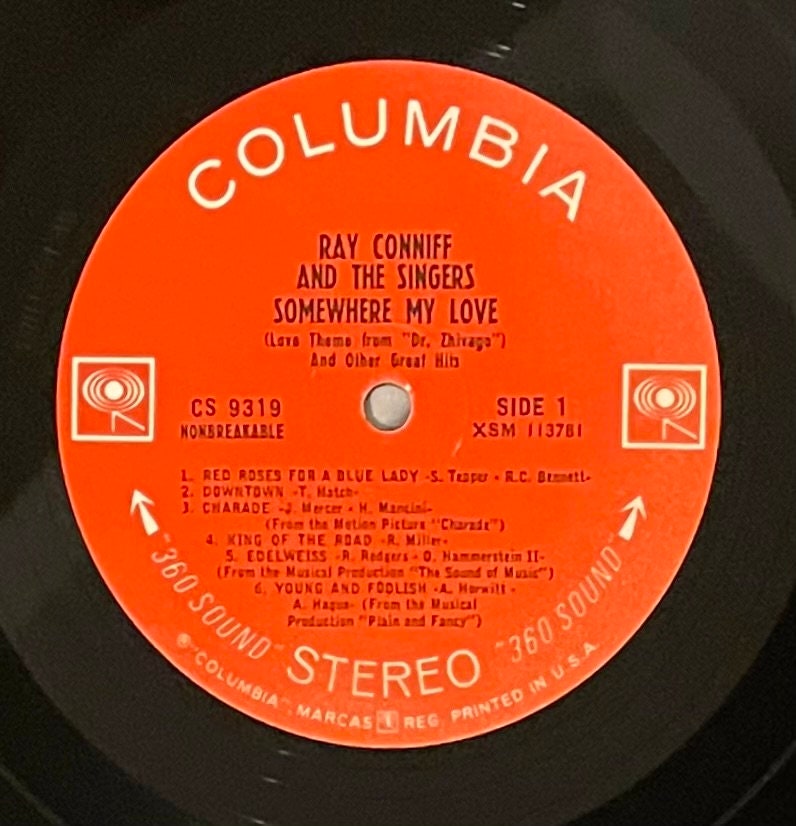 COLUMBIA
RAY CONNIFF
AND THE SINGERS
SOMEWHERE MY LOVE
(Love Theme from "Dr. Zhivago")
And Other Great Hits
CS 9319
NONBREAKABLE
SIDE 1
XSM 113781
1. RED ROSES FOR A BLUE LADY -S. Tepper - R.C. Bennett-
2. DOWNTOWN -T. Hatch-
3. CHARADE -J. Mercer - H. Mancini-
(From the Motion Picture "Charade")
4. KING OF THE ROAD -R. Miller-
5. EDELWEISS -R. Rodgers - O. Hammerstein II-
(From the Musical Production "The Sound of Music")
6. YOUNG AND FOOLISH -A. Horwitt -
A. Hague- (From the Musical
Production "Plain and Fancy")
"360 SOUND" STEREO "360 SOUND"
® "COLUMBIA", MARCAS REG. PRINTED IN U.S.A.